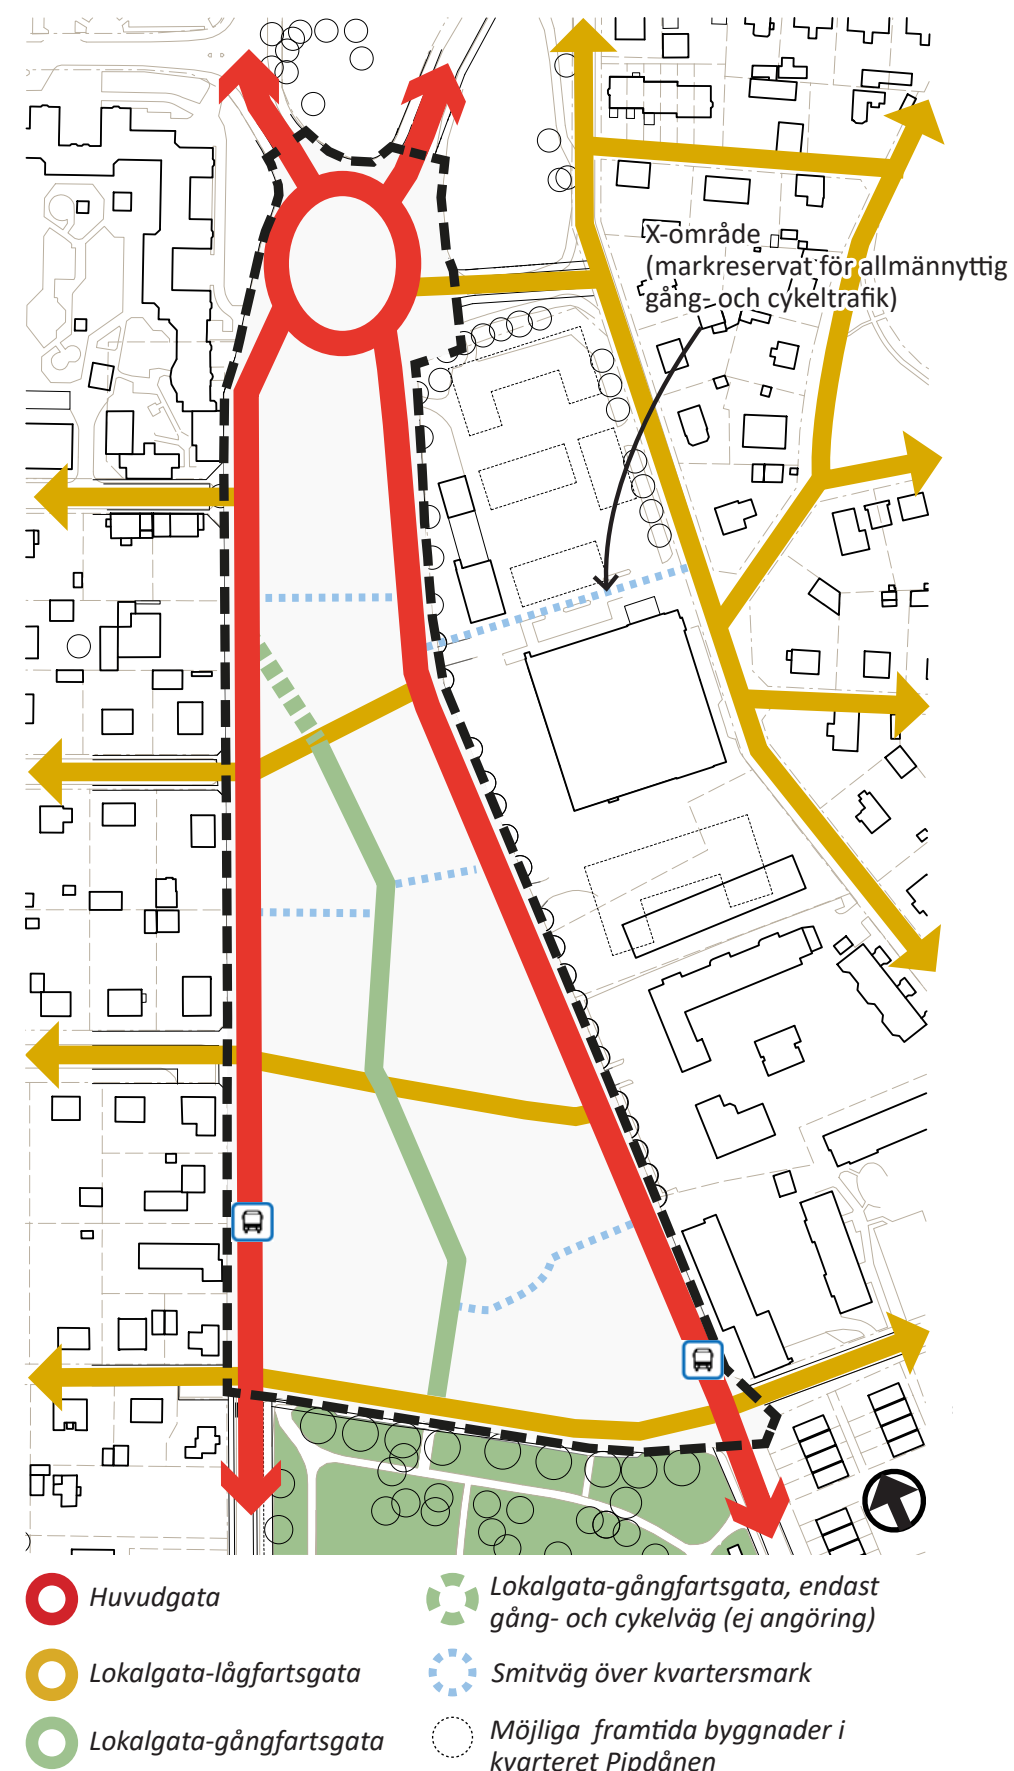 X-område
(markreservat för allmännyttig
gång- och cykeltrafik)
Huvudgata
Lokalgata-lågfartsgata
Lokalgata-gångfartsgata
Lokalgata-gångfartsgata, endast
gång- och cykelväg (ej angöring)
Smitväg över kvartersmark
Möjliga framtida byggnader i
kvarteret Pipdånen